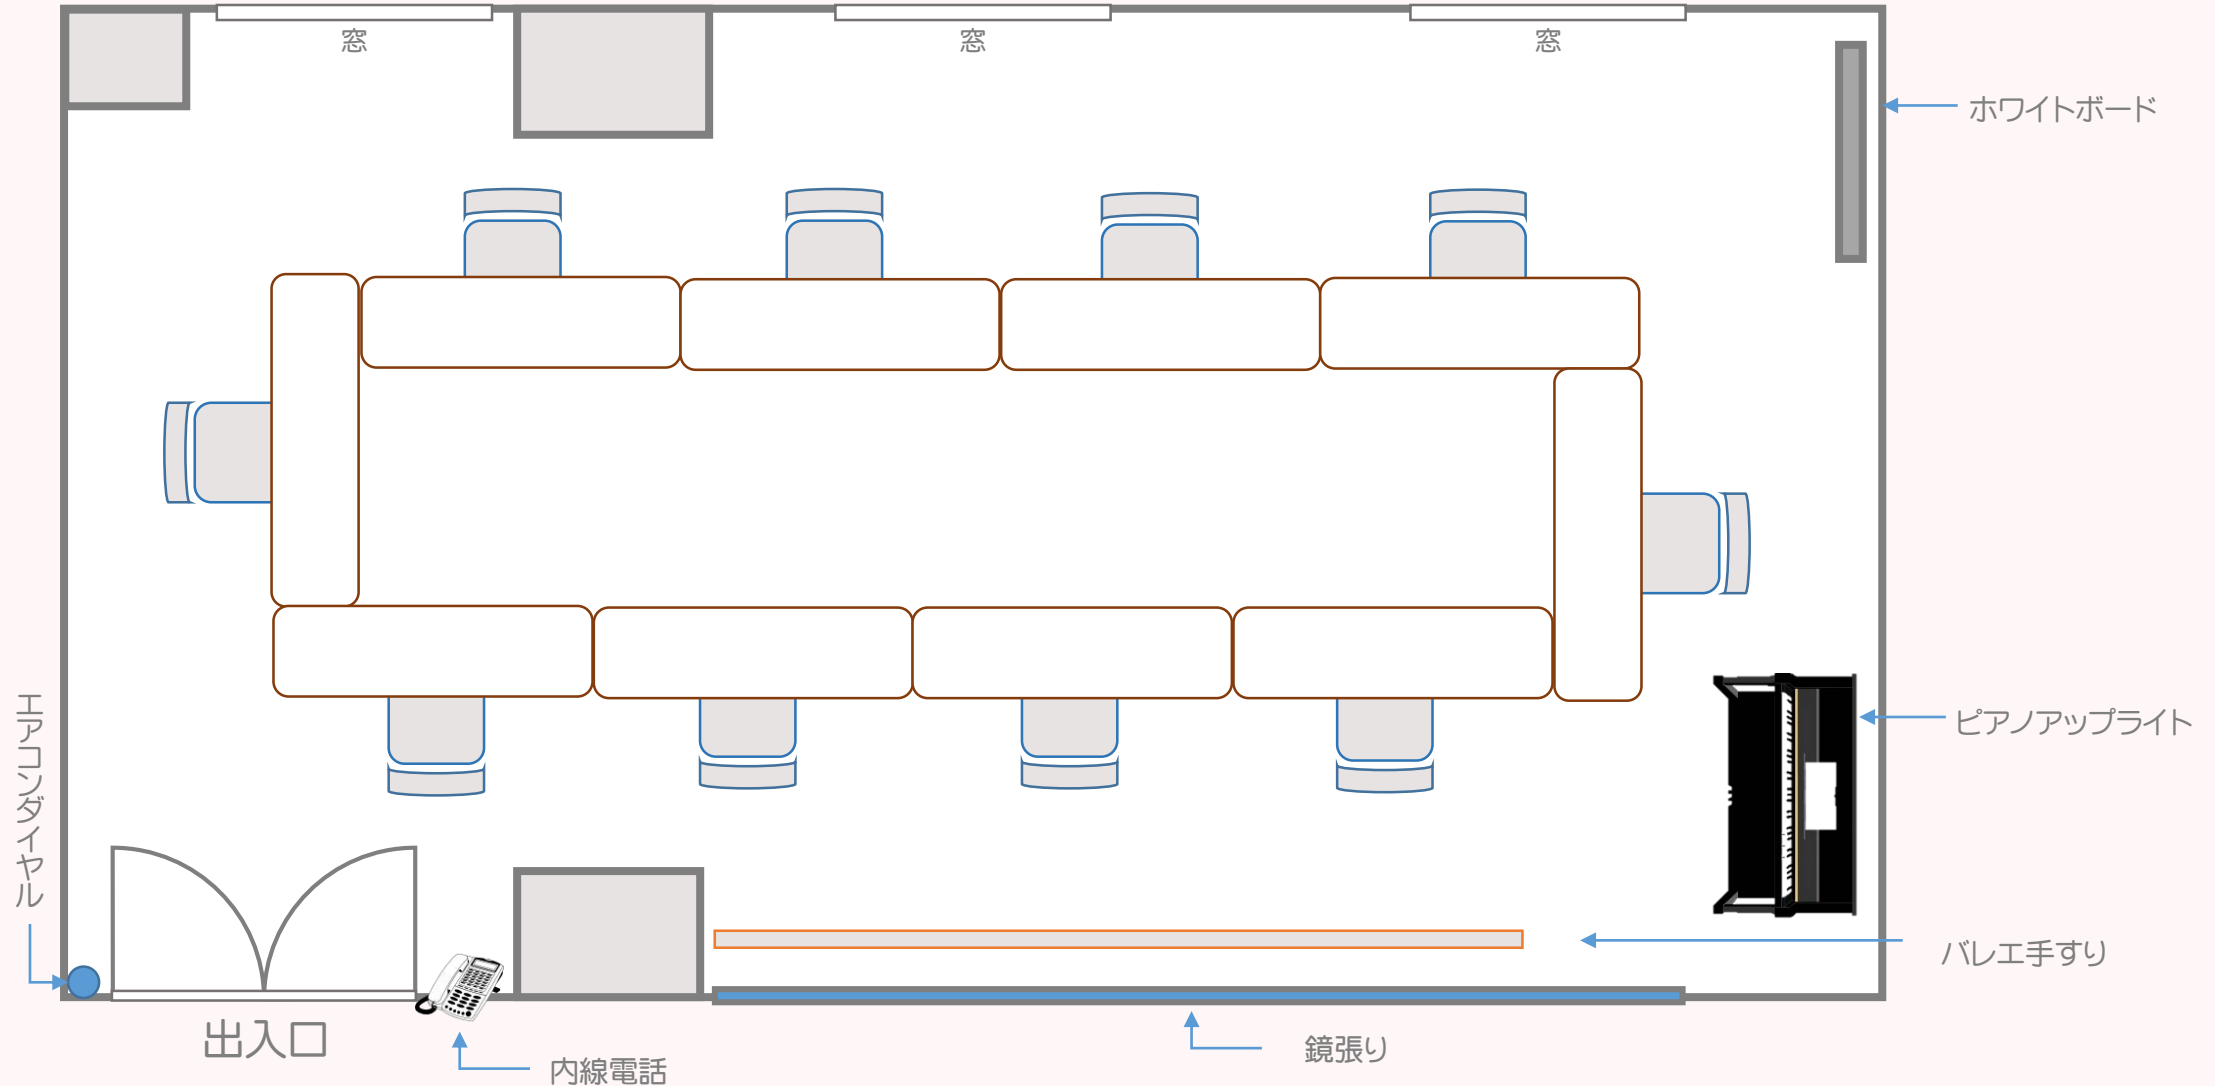 窓
窓
窓
ホワイトボード
ピアノアップライト
エアコンダイヤル
バレエ手すり
出入口
内線電話
鏡張り